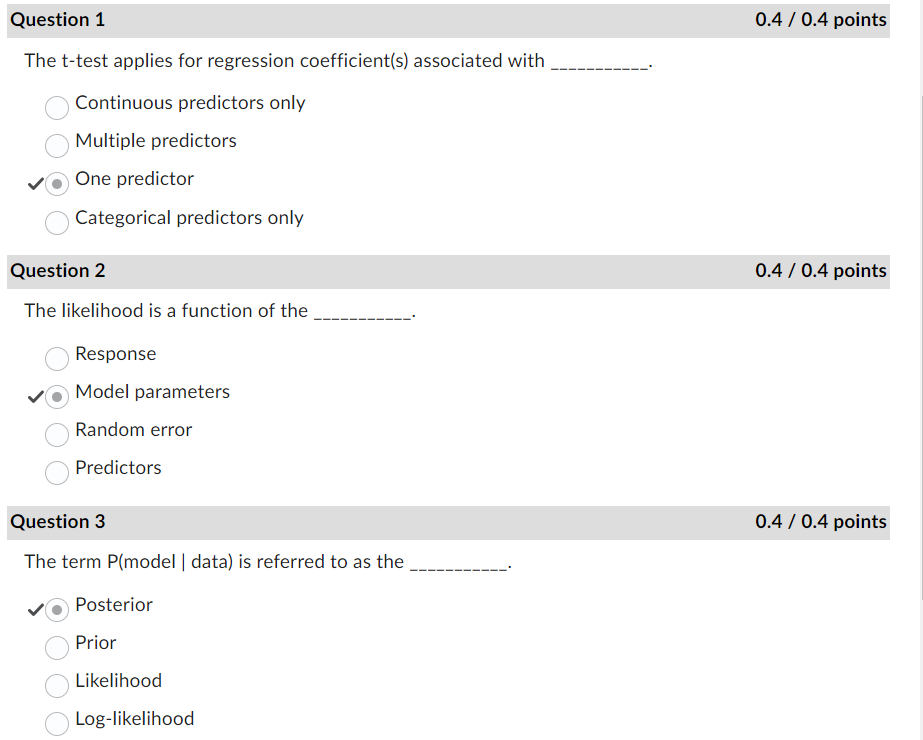 Question 1 0.4 / 0.4 points
The t-test applies for regression coefficient(s) associated with ___________.
Continuous predictors only
Multiple predictors
One predictor
Categorical predictors only
Question 2 0.4 / 0.4 points
The likelihood is a function of the ___________.
Response
Model parameters
Random error
Predictors
Question 3 0.4 / 0.4 points
The term P(model | data) is referred to as the ___________.
Posterior
Prior
Likelihood
Log-likelihood